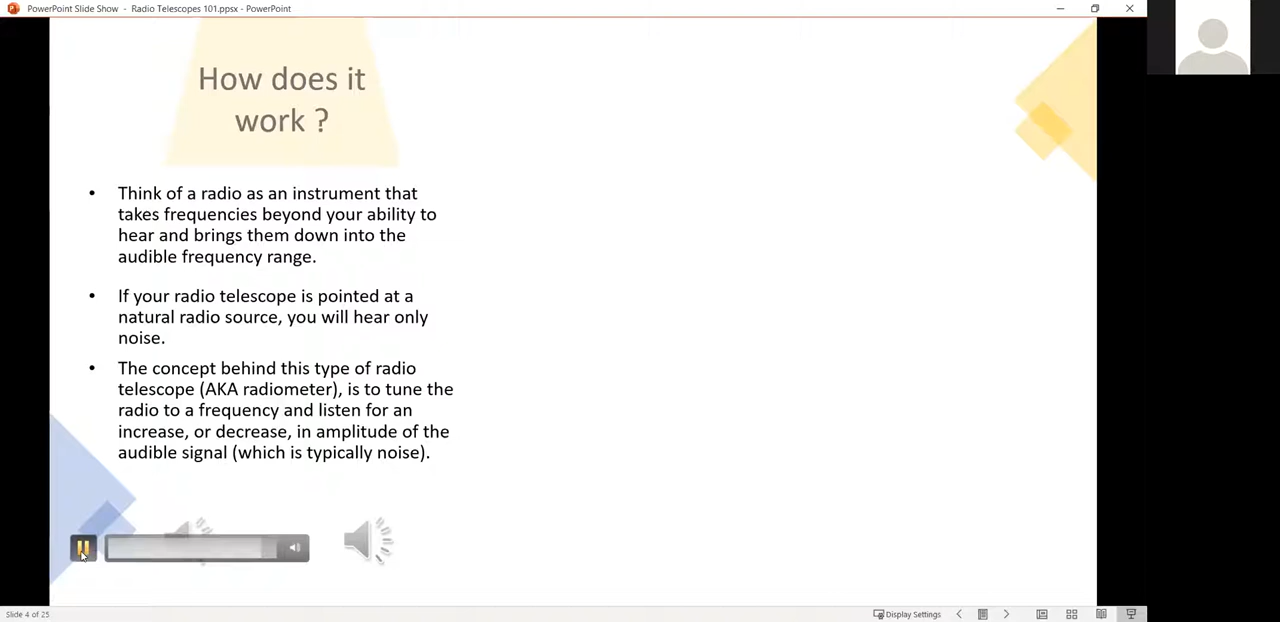 PowerPoint Slide Show - Radio Telescopes 101.ppsx - PowerPoint
How does it
work ?
• Think of a radio as an instrument that
takes frequencies beyond your ability to
hear and brings them down into the
audible frequency range.
• If your radio telescope is pointed at a
natural radio source, you will hear only
noise.
• The concept behind this type of radio
telescope (AKA radiometer), is to tune the
radio to a frequency and listen for an
increase, or decrease, in amplitude of the
audible signal (which is typically noise).
Slide 4 of 25
Display Settings